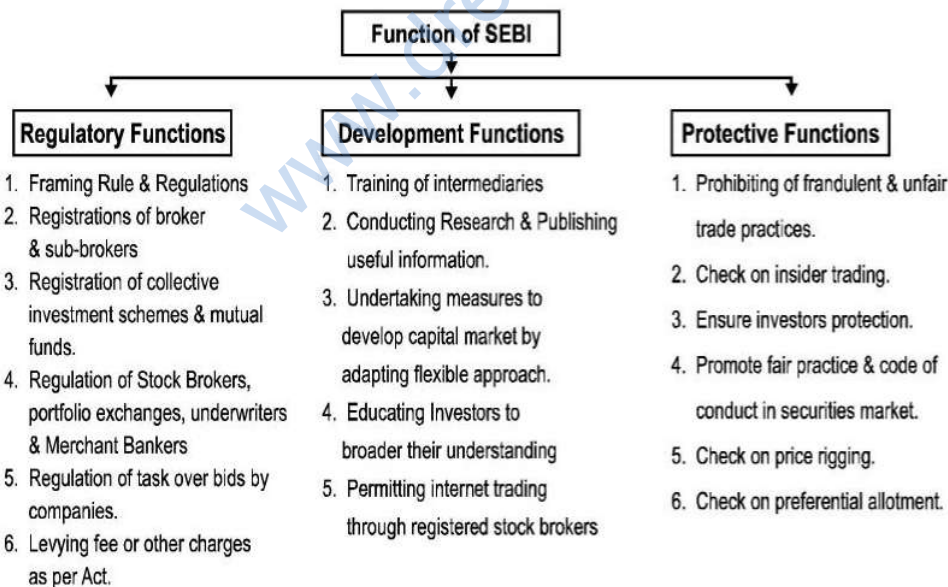 Function of SEBI
Regulatory Functions
1. Framing Rule & Regulations
2. Registrations of broker
& sub-brokers
3. Registration of collective
investment schemes & mutual
funds.
4. Regulation of Stock Brokers,
portfolio exchanges, underwriters
& Merchant Bankers
5. Regulation of task over bids by
companies.
6. Levying fee or other charges
as per Act.
Development Functions
1. Training of intermediaries
2. Conducting Research & Publishing
useful information.
3. Undertaking measures to
develop capital market by
adapting flexible approach.
4. Educating Investors to
broader their understanding
5. Permitting internet trading
through registered stock brokers
Protective Functions
1. Prohibiting of frandulent & unfair
trade practices.
2. Check on insider trading.
3. Ensure investors protection.
4. Promote fair practice & code of
conduct in securities market.
5. Check on price rigging.
6. Check on preferential allotment.
www.dre